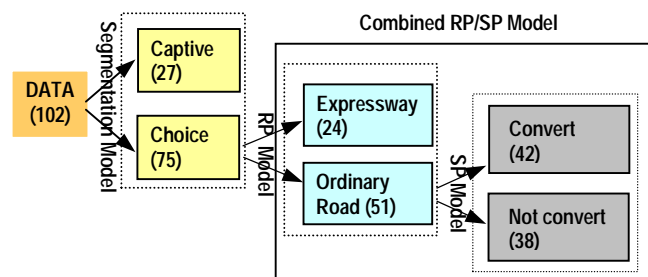 Combined RP/SP Model
DATA
(102)
Segmentation Model
Captive
(27)
Choice
(75)
RP Model
Expressway
(24)
Ordinary
Road (51)
SP Model
Convert
(42)
Not convert
(38)